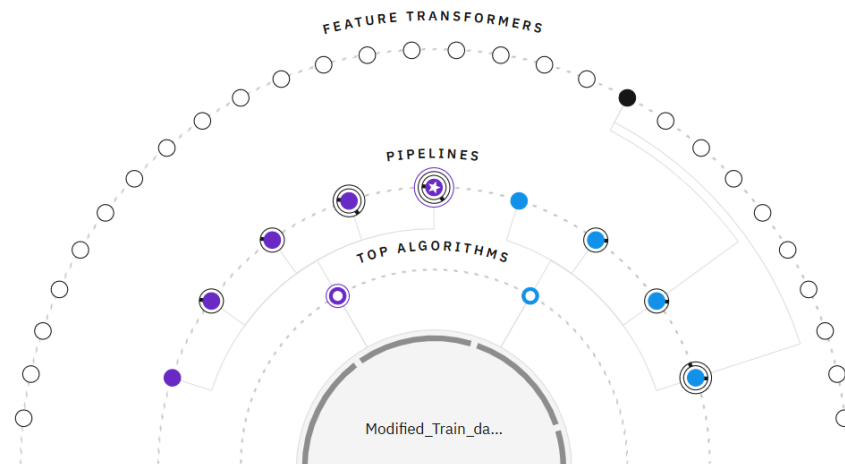 FEATURE TRANSFORMERS
PIPELINES
TOP ALGORITHMS
Modified_Train_da...